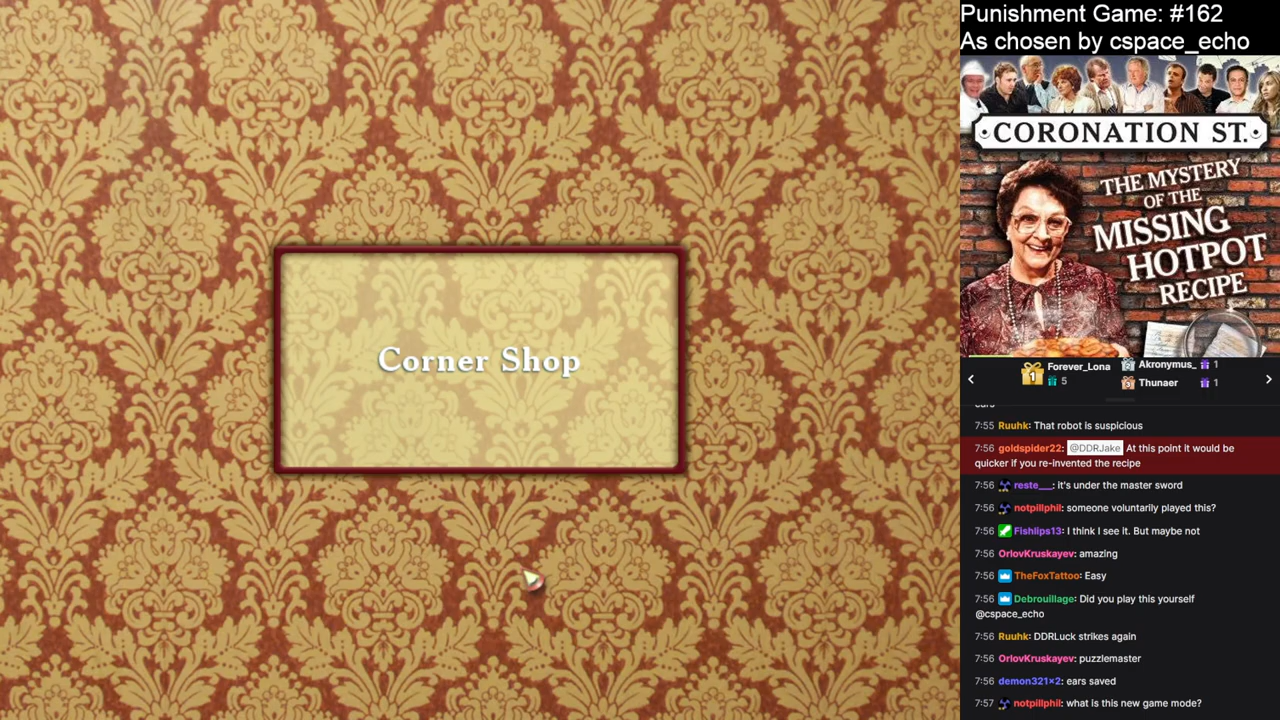 Corner Shop
Punishment Game: #162
As chosen by cspace_echo
CORONATION ST.
THE MYSTERY
OF THE
MISSING
HOTPOT
RECIPE
1 Forever_Lona 5
2 Akronymus_ 1
3 Thunaer 1
7:55 Ruuhk: That robot is suspicious
7:56 goldspider22: @DDRJake At this point it would be
quicker if you re-invented the recipe
7:56 reste___: it's under the master sword
7:56 notpillphil: someone voluntarily played this?
7:56 Fishlips13: I think I see it. But maybe not
7:56 OrlovKruskayev: amazing
7:56 TheFoxTattoo: Easy
7:56 Debrouillage: Did you play this yourself
@cspace_echo
7:56 Ruuhk: DDRLuck strikes again
7:56 OrlovKruskayev: puzzlemaster
7:56 demon321×2: ears saved
7:57 notpillphil: what is this new game mode?